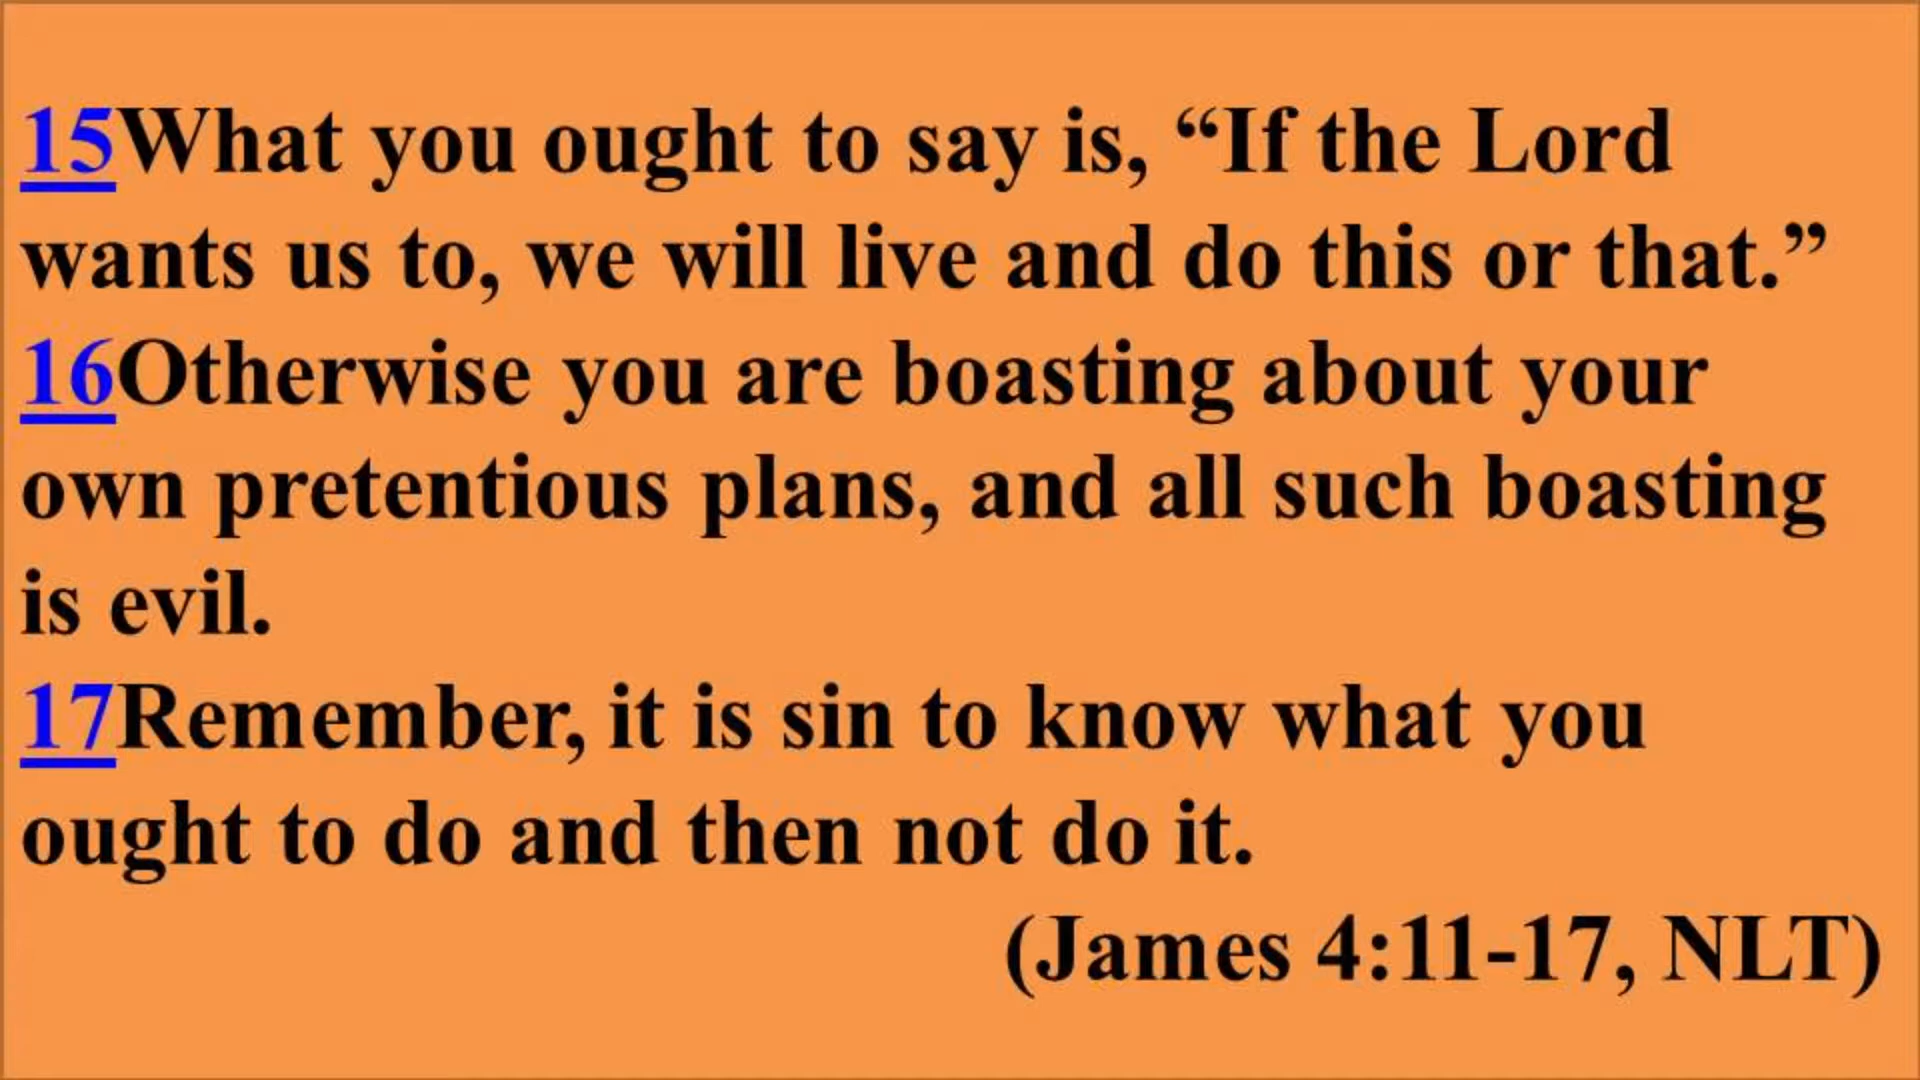 15What you ought to say is, “If the Lord
wants us to, we will live and do this or that.”
16Otherwise you are boasting about your
own pretentious plans, and all such boasting
is evil.
17Remember, it is sin to know what you
ought to do and then not do it.
(James 4:11-17, NLT)